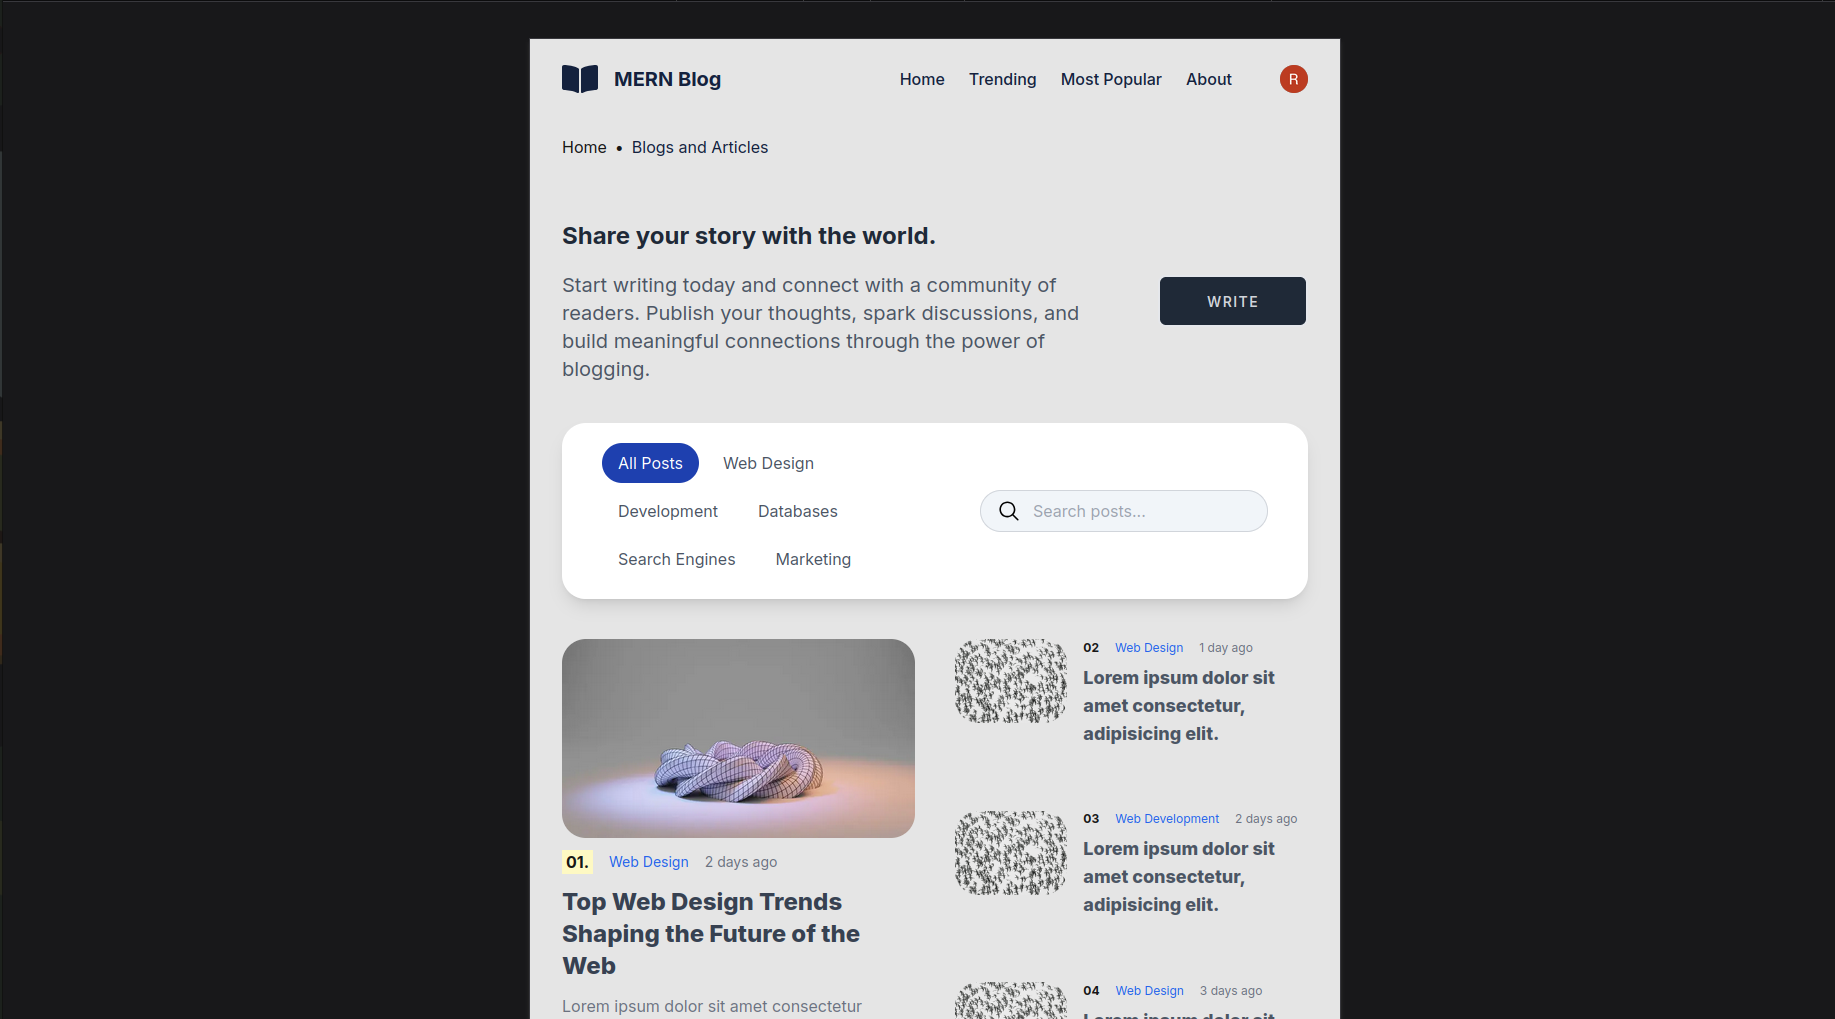 MERN Blog
Home Trending Most Popular About R
Home • Blogs and Articles
Share your story with the world.
Start writing today and connect with a community of
readers. Publish your thoughts, spark discussions, and
build meaningful connections through the power of
blogging.
WRITE
All Posts Web Design
Development Databases
Search Engines Marketing
Search posts...
01. Web Design 2 days ago
Top Web Design Trends
Shaping the Future of the
Web
Lorem ipsum dolor sit amet consectetur
02 Web Design 1 day ago
Lorem ipsum dolor sit
amet consectetur,
adipisicing elit.
03 Web Development 2 days ago
Lorem ipsum dolor sit
amet consectetur,
adipisicing elit.
04 Web Design 3 days ago
Lorem ipsum dolor sit